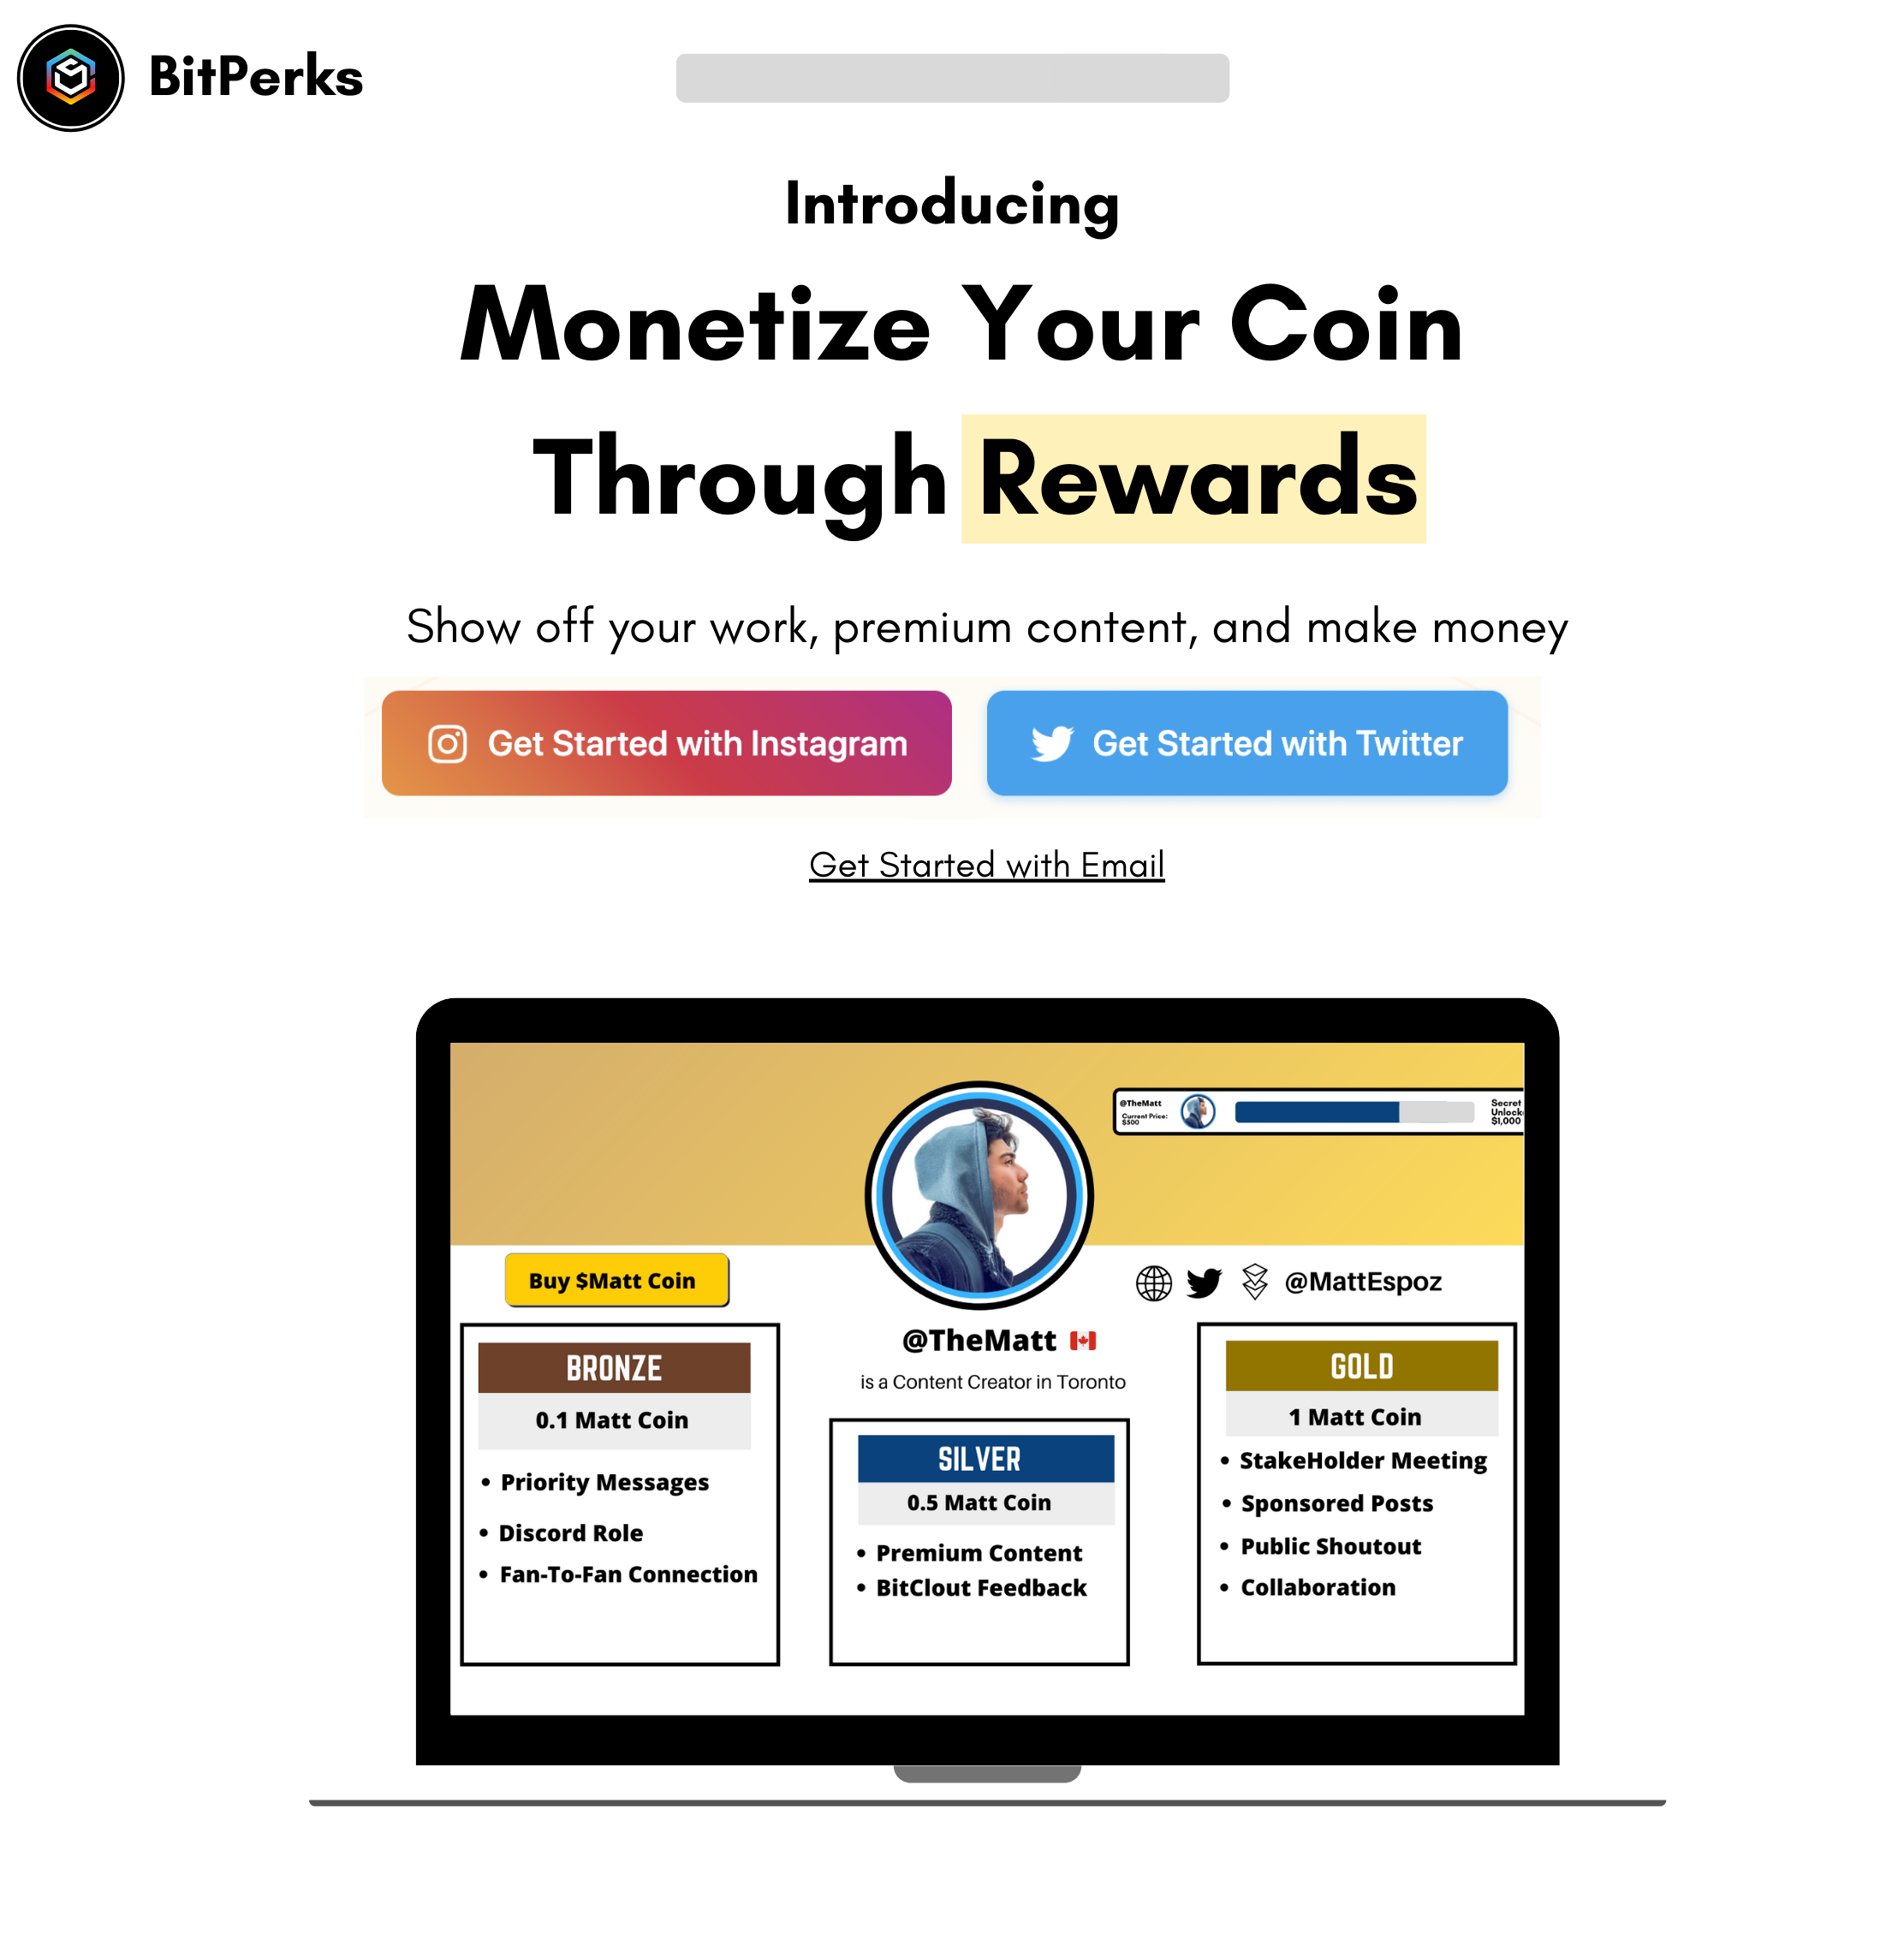 BitPerks
Introducing
Monetize Your Coin
Through Rewards
Show off your work, premium content, and make money
Get Started with Instagram
Get Started with Twitter
Get Started with Email
@TheMatt
Current Price:
$500
Secret
Unlock
$1,000
Buy $Matt Coin
@MattEspoz
@TheMatt
is a Content Creator in Toronto
BRONZE
0.1 Matt Coin
• Priority Messages
• Discord Role
• Fan-To-Fan Connection
SILVER
0.5 Matt Coin
• Premium Content
• BitClout Feedback
GOLD
1 Matt Coin
• StakeHolder Meeting
• Sponsored Posts
• Public Shoutout
• Collaboration